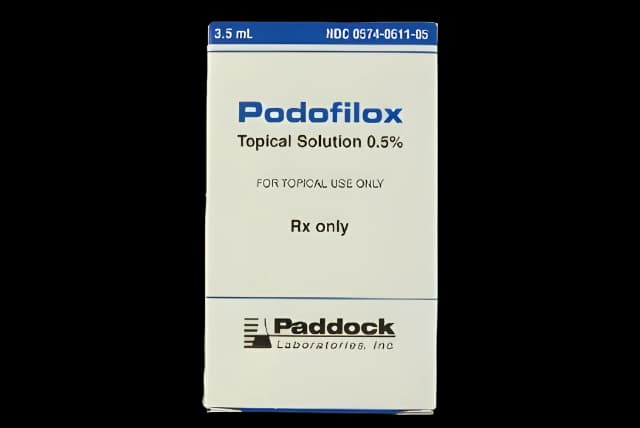 3.5 mL NDC 0574-0611-05
Podofilox
Topical Solution 0.5%
FOR TOPICAL USE ONLY
Rx only
Paddock
Laboratories, Inc